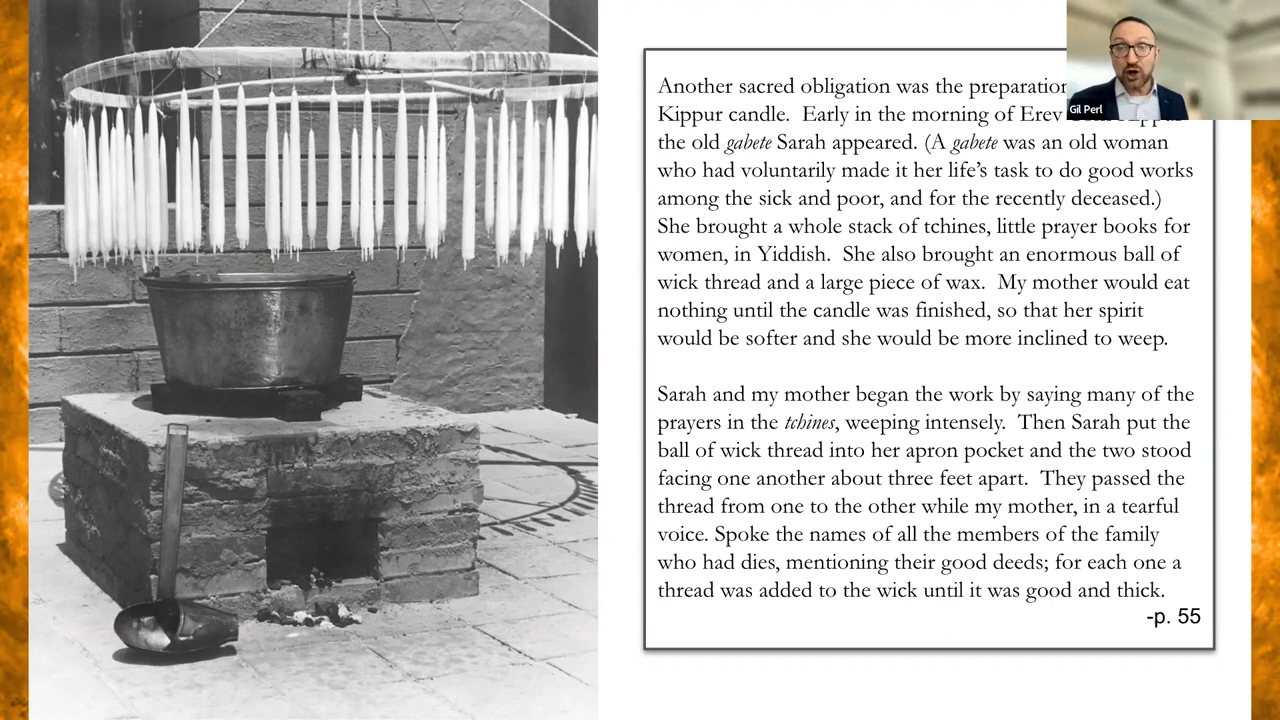 Another sacred obligation was the preparation
Kippur candle.  Early in the morning of Erev
the old gabete Sarah appeared. (A gabete was an old woman
who had voluntarily made it her life’s task to do good works
among the sick and poor, and for the recently deceased.)
She brought a whole stack of tchines, little prayer books for
women, in Yiddish.  She also brought an enormous ball of
wick thread and a large piece of wax.  My mother would eat
nothing until the candle was finished, so that her spirit
would be softer and she would be more inclined to weep.
Sarah and my mother began the work by saying many of the
prayers in the tchines, weeping intensely.  Then Sarah put the
ball of wick thread into her apron pocket and the two stood
facing one another about three feet apart.  They passed the
thread from one to the other while my mother, in a tearful
voice. Spoke the names of all the members of the family
who had dies, mentioning their good deeds; for each one a
thread was added to the wick until it was good and thick.
-p. 55
Gil Perl